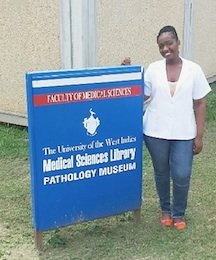 FACULTY OF MEDICAL SCIENCES
The University of the West Indies
Medical Sciences Library
PATHOLOGY MUSEUM